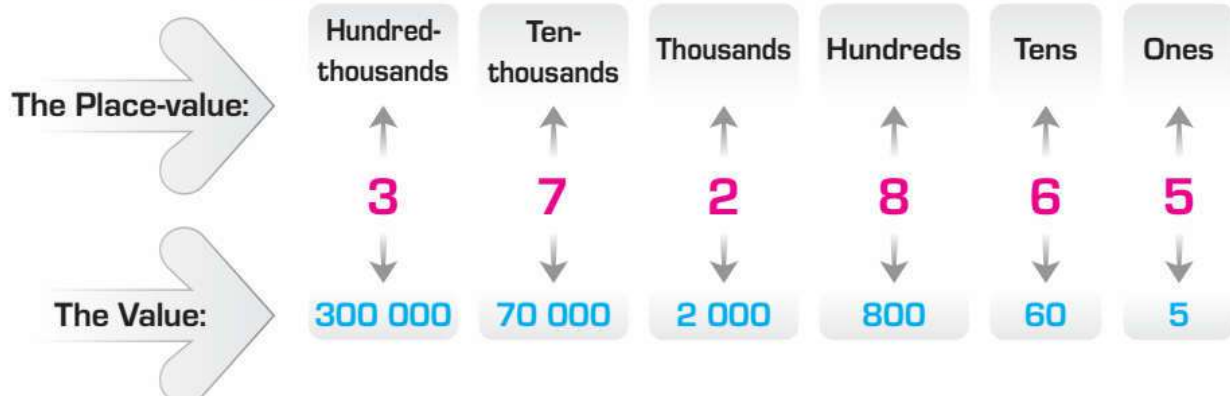 Hundred-
thousands
Ten-
thousands
Thousands
Hundreds
Tens
Ones
The Place-value:
3 7 2 8 6 5
The Value:
300 000 70 000 2 000 800 60 5